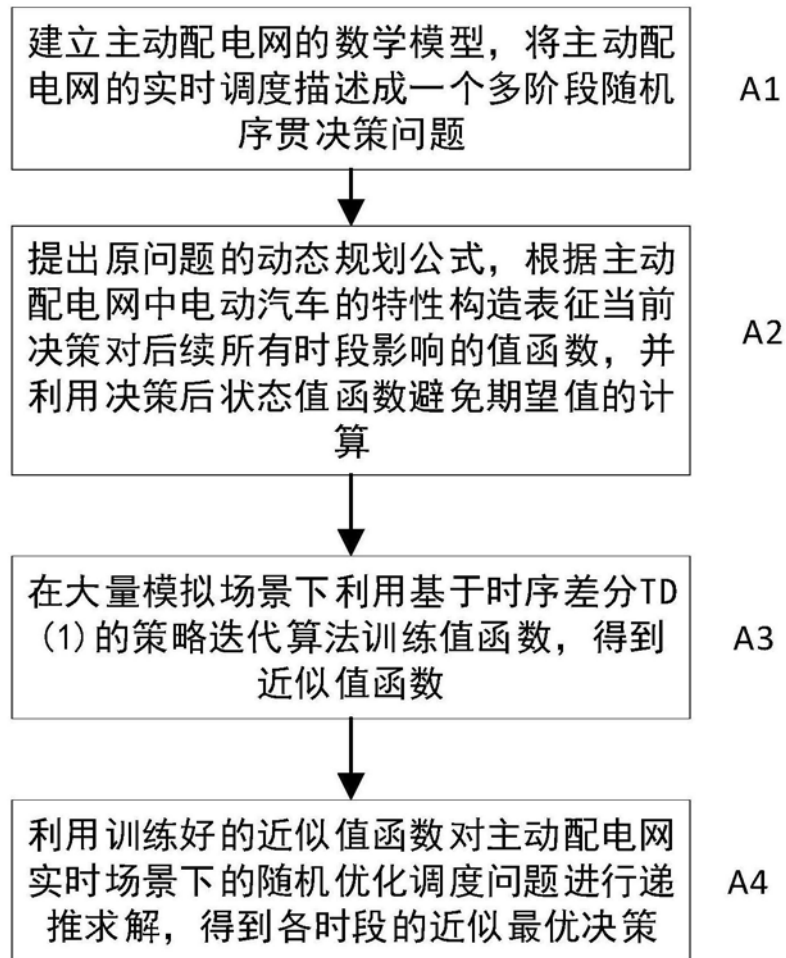 建立主动配电网的数学模型，将主动配
电网的实时调度描述成一个多阶段随机
序贯决策问题
A1
提出原问题的动态规划公式，根据主动
配电网中电动汽车的特性构造表征当前
决策对后续所有时段影响的值函数，并
利用决策后状态值函数避免期望值的计
算
A2
在大量模拟场景下利用基于时序差分TD
(1)的策略迭代算法训练值函数，得到
近似值函数
A3
利用训练好的近似值函数对主动配电网
实时场景下的随机优化调度问题进行递
推求解，得到各时段的近似最优决策
A4